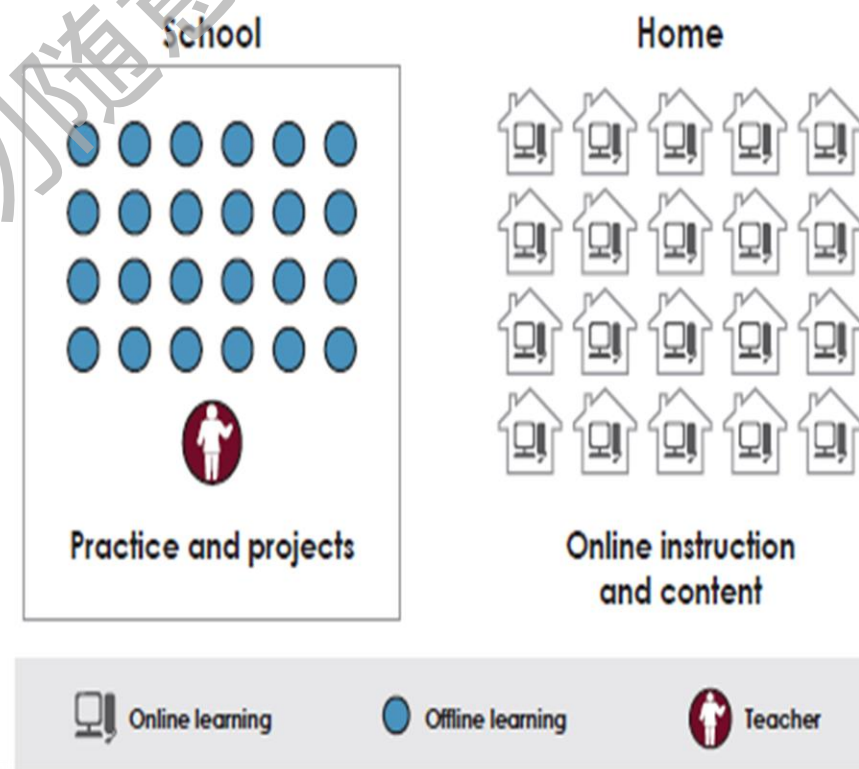 School
Home
Practice and projects
Online instruction
and content
Online learning
Offline learning
Teacher